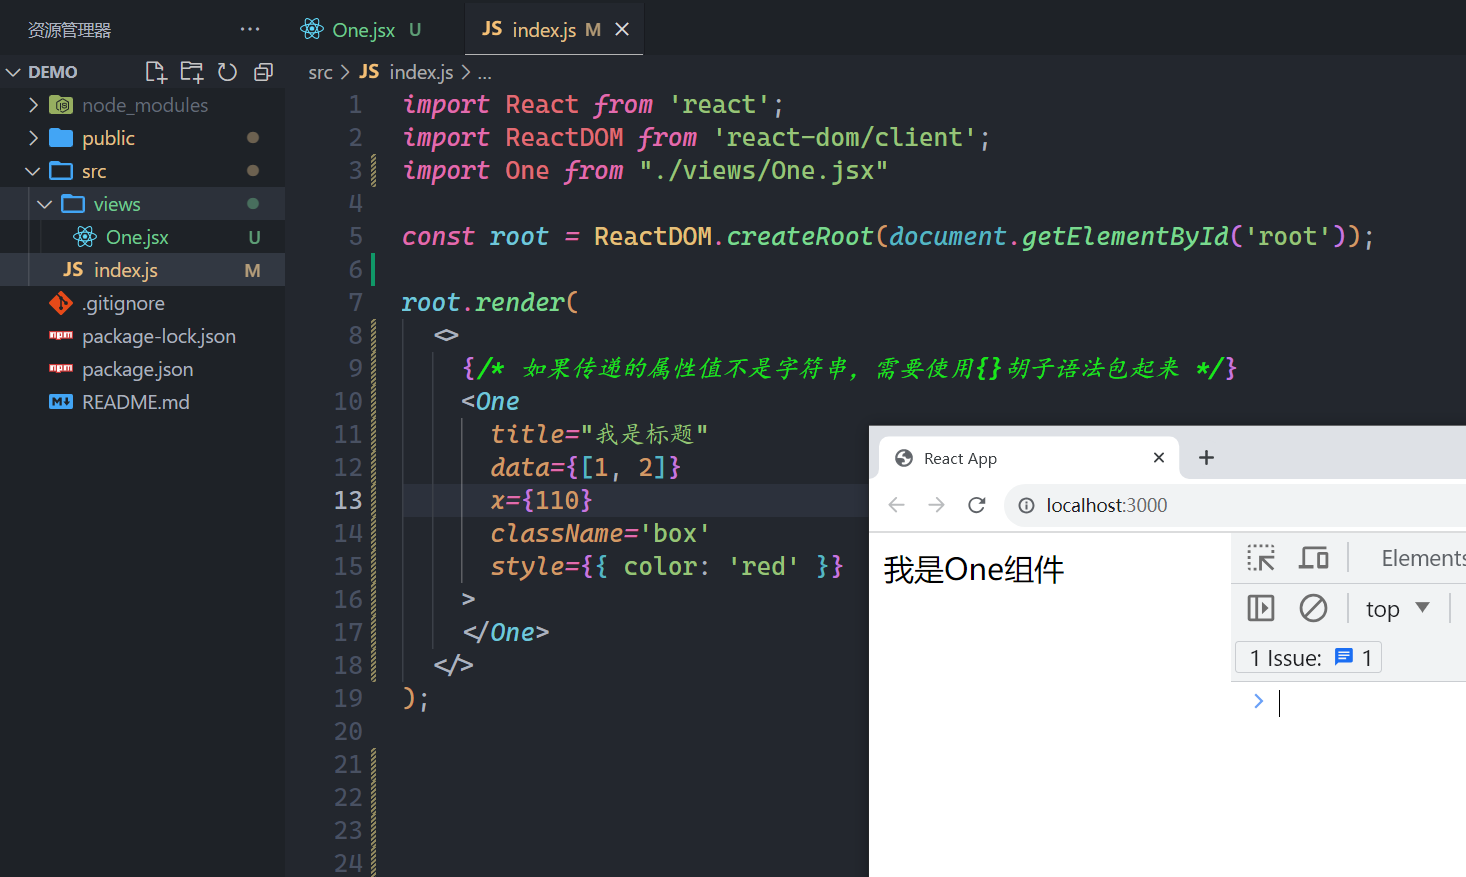 资源管理器 ···
One.jsx U
JS index.js M
DEMO
src > JS index.js > ...
node_modules
public
src
views
One.jsx U
JS index.js M
.gitignore
package-lock.json
package.json
README.md
1 import React from 'react';
2 import ReactDOM from 'react-dom/client';
3 import One from "./views/One.jsx"
4
5 const root = ReactDOM.createRoot(document.getElementById('root'));
6
7 root.render(
8 <>
9 {/* 如果传递的属性值不是字符串，需要使用{}胡子语法包起来 */}
10 <One
11 title="我是标题"
12 data={[1, 2]}
13 x={110}
14 className='box'
15 style={{ color: 'red' }}
16 >
17 </One>
18 </>
19 );
20
21
22
23
24
React App
localhost:3000
我是One组件
Elements
top
1 Issue: 1